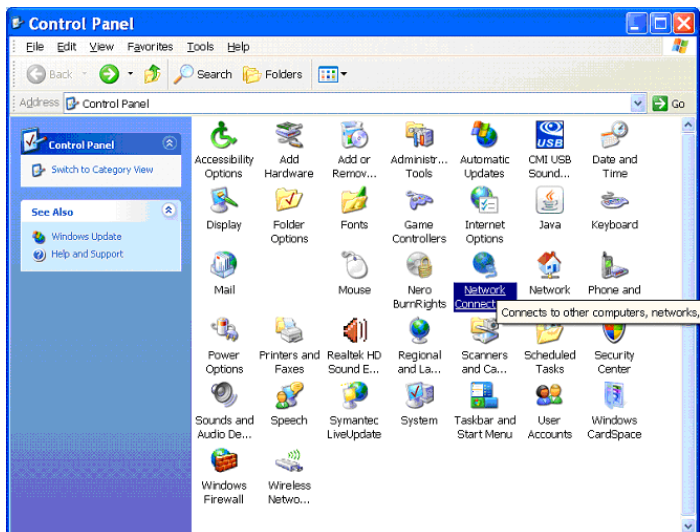 Control Panel
File Edit View Favorites Tools Help
Back Search Folders
Address Control Panel Go
Control Panel
Switch to Category View
See Also
Windows Update
Help and Support
Accessibility Options
Add Hardware
Add or Remov...
Administr... Tools
Automatic Updates
USB
CMI USB Sound...
Date and Time
Display
Folder Options
Fonts
Game Controllers
Internet Options
Java
Keyboard
Mail
Mouse
Nero BurnRights
Network Connect
Network
Phone and
Connects to other computers, networks,
Power Options
Printers and Faxes
Realtek HD Sound E...
Regional and La...
Scanners and Ca...
Scheduled Tasks
Security Center
Sounds and Audio De...
Speech
Symantec LiveUpdate
System
Taskbar and Start Menu
User Accounts
Windows CardSpace
Windows Firewall
Wireless Netwo...